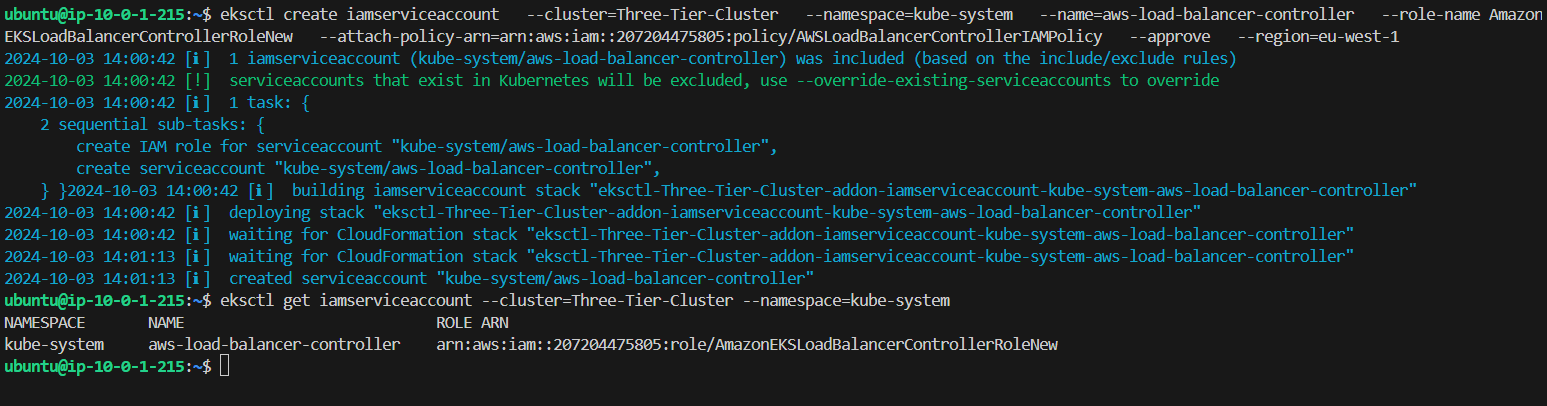 ubuntu@ip-10-0-1-215:~$ eksctl create iamserviceaccount   --cluster=Three-Tier-Cluster   --namespace=kube-system   --name=aws-load-balancer-controller   --role-name Amazon
EKSLoadBalancerControllerRoleNew   --attach-policy-arn=arn:aws:iam::207204475805:policy/AWSLoadBalancerControllerIAMPolicy   --approve   --region=eu-west-1
2024-10-03 14:00:42 [ℹ]  1 iamserviceaccount (kube-system/aws-load-balancer-controller) was included (based on the include/exclude rules)
2024-10-03 14:00:42 [!]  serviceaccounts that exist in Kubernetes will be excluded, use --override-existing-serviceaccounts to override
2024-10-03 14:00:42 [ℹ]  1 task: {
    2 sequential sub-tasks: {
        create IAM role for serviceaccount "kube-system/aws-load-balancer-controller",
        create serviceaccount "kube-system/aws-load-balancer-controller",
    } }2024-10-03 14:00:42 [ℹ]  building iamserviceaccount stack "eksctl-Three-Tier-Cluster-addon-iamserviceaccount-kube-system-aws-load-balancer-controller"
2024-10-03 14:00:42 [ℹ]  deploying stack "eksctl-Three-Tier-Cluster-addon-iamserviceaccount-kube-system-aws-load-balancer-controller"
2024-10-03 14:00:42 [ℹ]  waiting for CloudFormation stack "eksctl-Three-Tier-Cluster-addon-iamserviceaccount-kube-system-aws-load-balancer-controller"
2024-10-03 14:01:13 [ℹ]  waiting for CloudFormation stack "eksctl-Three-Tier-Cluster-addon-iamserviceaccount-kube-system-aws-load-balancer-controller"
2024-10-03 14:01:13 [ℹ]  created serviceaccount "kube-system/aws-load-balancer-controller"
ubuntu@ip-10-0-1-215:~$ eksctl get iamserviceaccount --cluster=Three-Tier-Cluster --namespace=kube-system
NAMESPACE       NAME                            ROLE ARN
kube-system     aws-load-balancer-controller    arn:aws:iam::207204475805:role/AmazonEKSLoadBalancerControllerRoleNew
ubuntu@ip-10-0-1-215:~$